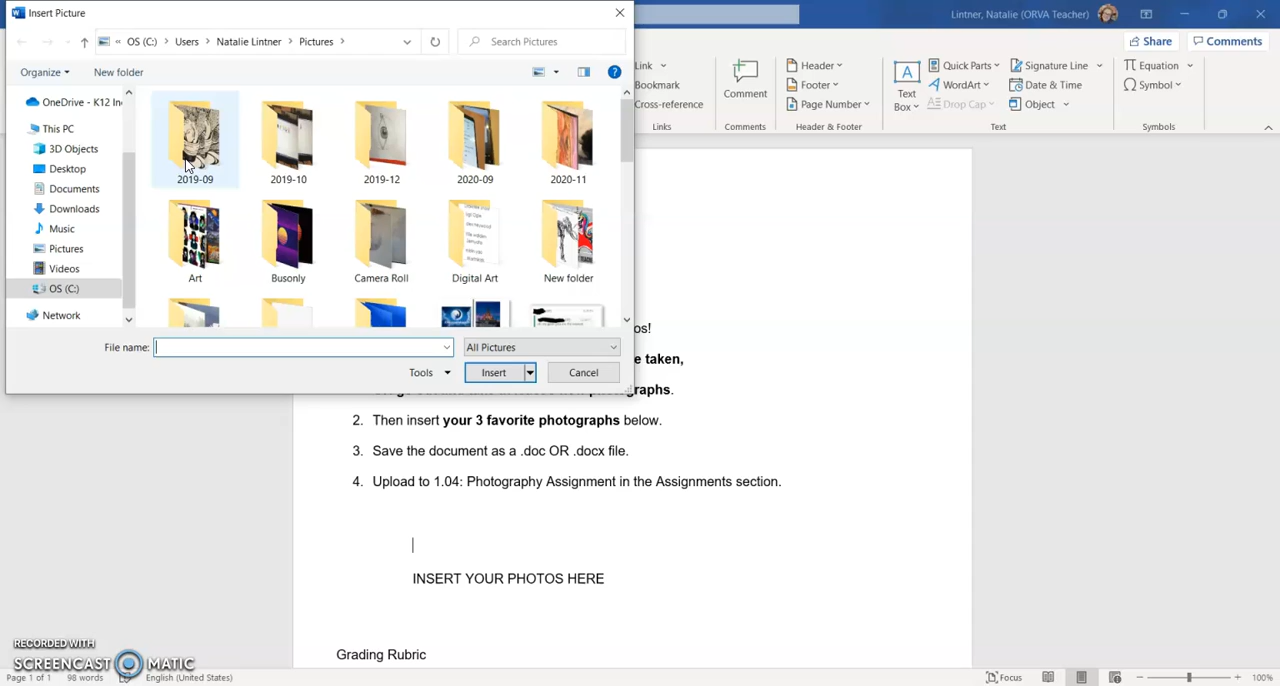 Insert Picture
Lintner, Natalie (ORVA Teacher)
« OS (C:) > Users > Natalie Lintner > Pictures >
Search Pictures
Share
Comments
Organize
New folder
OneDrive - K12 In
This PC
3D Objects
Desktop
Documents
Downloads
Music
Pictures
Videos
OS (C:)
Network
2019-09
2019-10
2019-12
2020-09
2020-11
Art
Busonly
Camera Roll
Digital Art
New folder
File name:
All Pictures
Tools
Insert
Cancel
Link
Bookmark
Cross-reference
Links
Comment
Comments
Header
Footer
Page Number
Header & Footer
Text Box
Quick Parts
WordArt
Drop Cap
Signature Line
Date & Time
Object
Text
Equation
Symbol
Symbols
os!
e taken,
graphs.
2. Then insert your 3 favorite photographs below.
3. Save the document as a .doc OR .docx file.
4. Upload to 1.04: Photography Assignment in the Assignments section.
INSERT YOUR PHOTOS HERE
Grading Rubric
RECORDED WITH
SCREENCAST MATIC
Page 1 of 1
98 words
English (United States)
Focus
100%